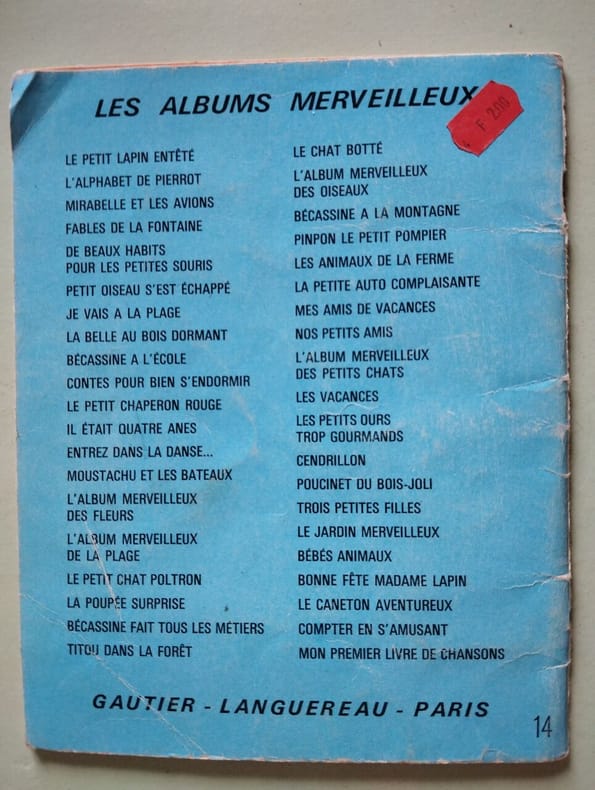 LES ALBUMS MERVEILLEUX
F 2,00
LE PETIT LAPIN ENTÊTÉ
L'ALPHABET DE PIERROT
MIRABELLE ET LES AVIONS
FABLES DE LA FONTAINE
DE BEAUX HABITS
POUR LES PETITES SOURIS
PETIT OISEAU S'EST ÉCHAPPÉ
JE VAIS A LA PLAGE
LA BELLE AU BOIS DORMANT
BÉCASSINE A L'ÉCOLE
CONTES POUR BIEN S'ENDORMIR
LE PETIT CHAPERON ROUGE
IL ÉTAIT QUATRE ANES
ENTREZ DANS LA DANSE...
MOUSTACHU ET LES BATEAUX
L'ALBUM MERVEILLEUX
DES FLEURS
L'ALBUM MERVEILLEUX
DE LA PLAGE
LE PETIT CHAT POLTRON
LA POUPÉE SURPRISE
BÉCASSINE FAIT TOUS LES MÉTIERS
TITOU DANS LA FORÊT
LE CHAT BOTTÉ
L'ALBUM MERVEILLEUX
DES OISEAUX
BÉCASSINE A LA MONTAGNE
PINPON LE PETIT POMPIER
LES ANIMAUX DE LA FERME
LA PETITE AUTO COMPLAISANTE
MES AMIS DE VACANCES
NOS PETITS AMIS
L'ALBUM MERVEILLEUX
DES PETITS CHATS
LES VACANCES
LES PETITS OURS
TROP GOURMANDS
CENDRILLON
POUCINET DU BOIS-JOLI
TROIS PETITES FILLES
LE JARDIN MERVEILLEUX
BÉBÉS ANIMAUX
BONNE FÊTE MADAME LAPIN
LE CANETON AVENTUREUX
COMPTER EN S'AMUSANT
MON PREMIER LIVRE DE CHANSONS
GAUTIER - LANGUEREAU - PARIS
14